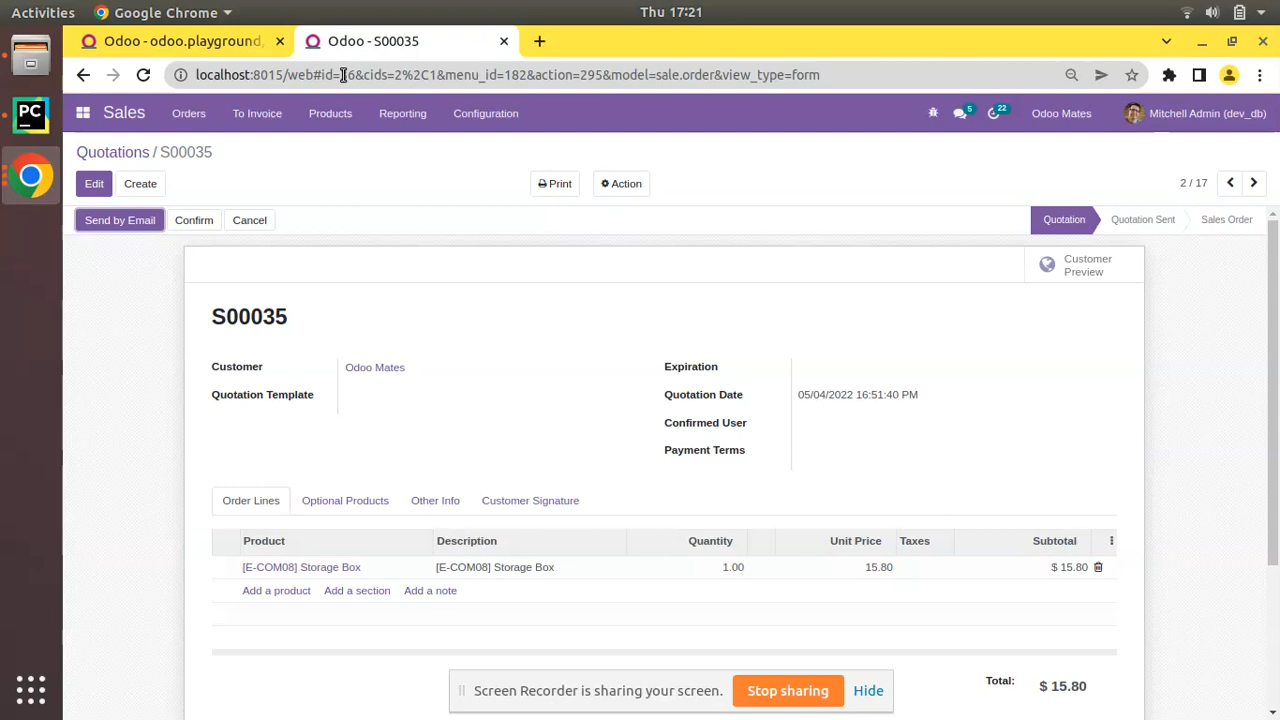 Activities
Google Chrome
Thu 17:21
Odoo - odoo.playground,
Odoo - S00035
localhost:8015/web#id= 6&cids=2%2C1&menu_id=182&action=295&model=sale.order&view_type=form
Sales
Orders
To Invoice
Products
Reporting
Configuration
5
22
Odoo Mates
Mitchell Admin (dev_db)
Quotations / S00035
Edit
Create
Print
Action
2 / 17
Send by Email
Confirm
Cancel
Quotation
Quotation Sent
Sales Order
Customer
Preview
S00035
Customer
Odoo Mates
Quotation Template
Expiration
Quotation Date
05/04/2022 16:51:40 PM
Confirmed User
Payment Terms
Order Lines
Optional Products
Other Info
Customer Signature
Product
Description
Quantity
Unit Price
Taxes
Subtotal
[E-COM08] Storage Box
[E-COM08] Storage Box
1.00
15.80
$ 15.80
Add a product
Add a section
Add a note
Total:
$ 15.80
Screen Recorder is sharing your screen.
Stop sharing
Hide
PC